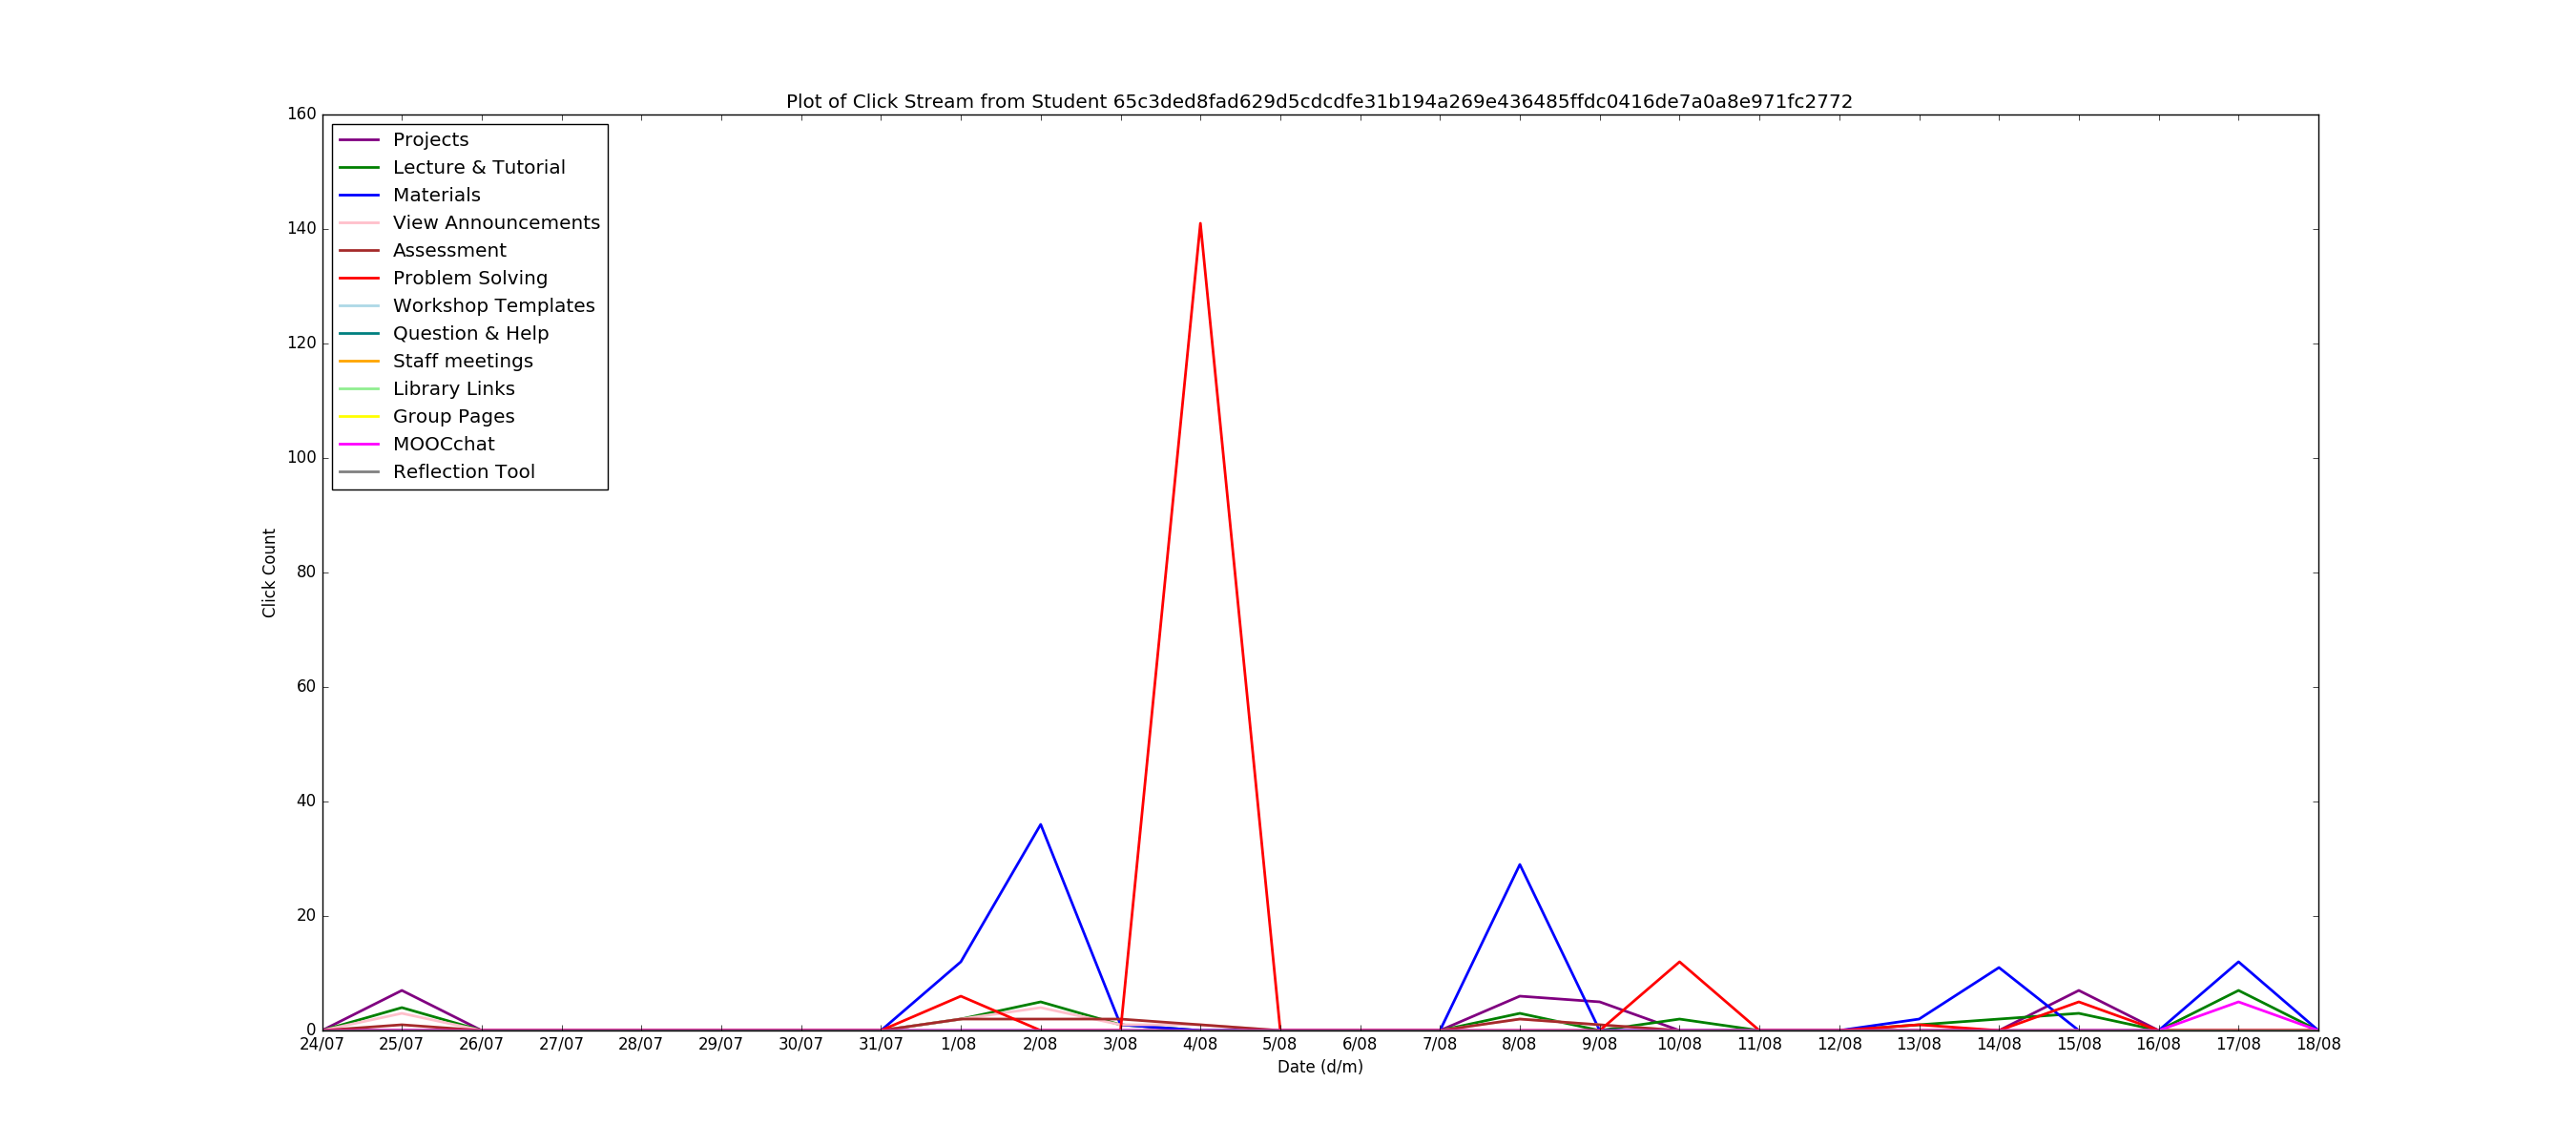 Plot of Click Stream from Student 65c3ded8fad629d5cdcdfe31b194a269e436485ffdc0416de7a0a8e971fc2772
160
140
120
100
80
60
40
20
0
Click Count
Projects
Lecture & Tutorial
Materials
View Announcements
Assessment
Problem Solving
Workshop Templates
Question & Help
Staff meetings
Library Links
Group Pages
MOOCchat
Reflection Tool
24/07 25/07 26/07 27/07 28/07 29/07 30/07 31/07 1/08 2/08 3/08 4/08 5/08 6/08 7/08 8/08 9/08 10/08 11/08 12/08 13/08 14/08 15/08 16/08 17/08 18/08
Date (d/m)